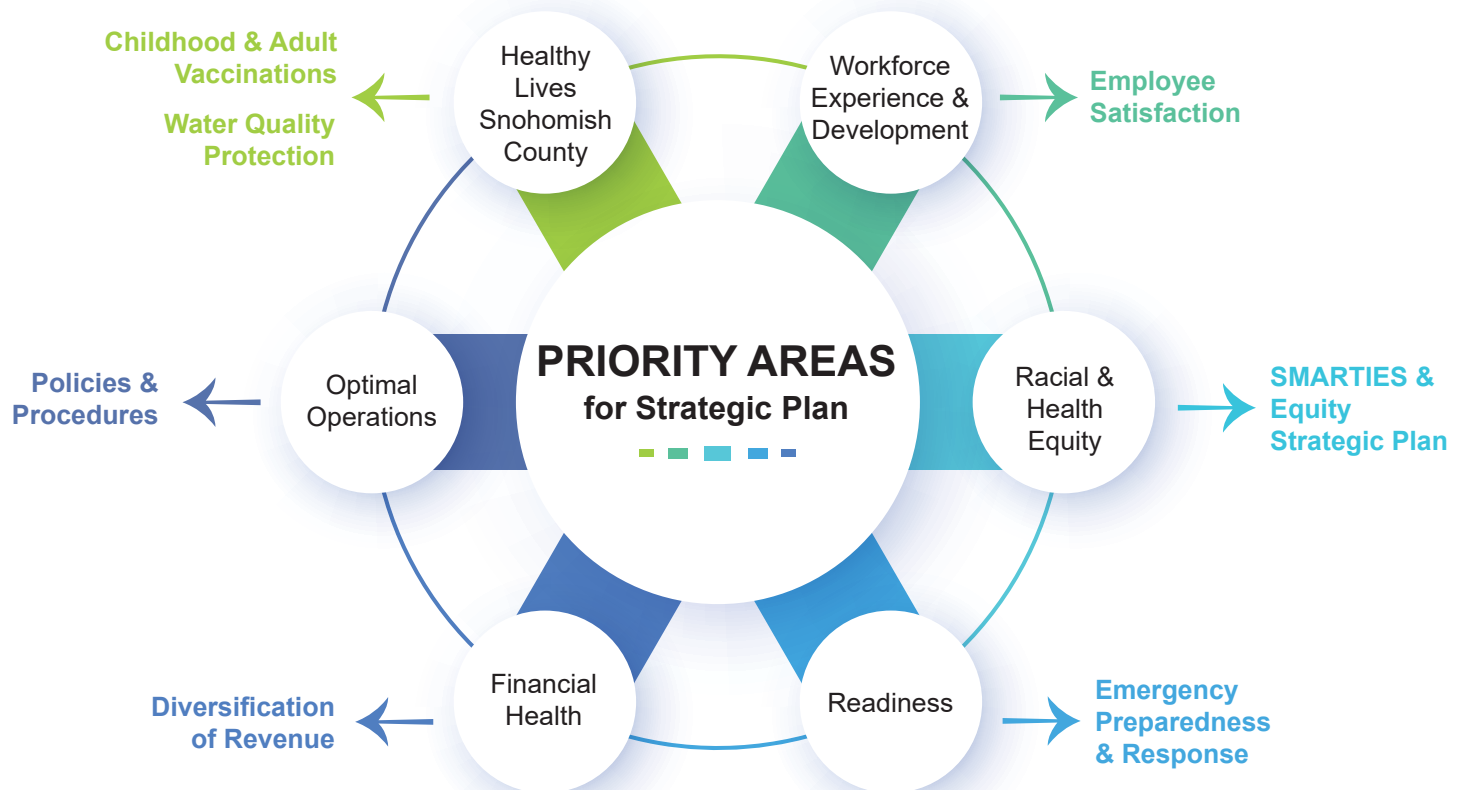 Childhood & Adult
Vaccinations
Water Quality
Protection
Healthy
Lives
Snohomish
County
Workforce
Experience &
Development
Employee
Satisfaction
Policies &
Procedures
Optimal
Operations
PRIORITY AREAS
for Strategic Plan
Racial &
Health
Equity
SMARTIES &
Equity
Strategic Plan
Diversification
of Revenue
Financial
Health
Readiness
Emergency
Preparedness
& Response